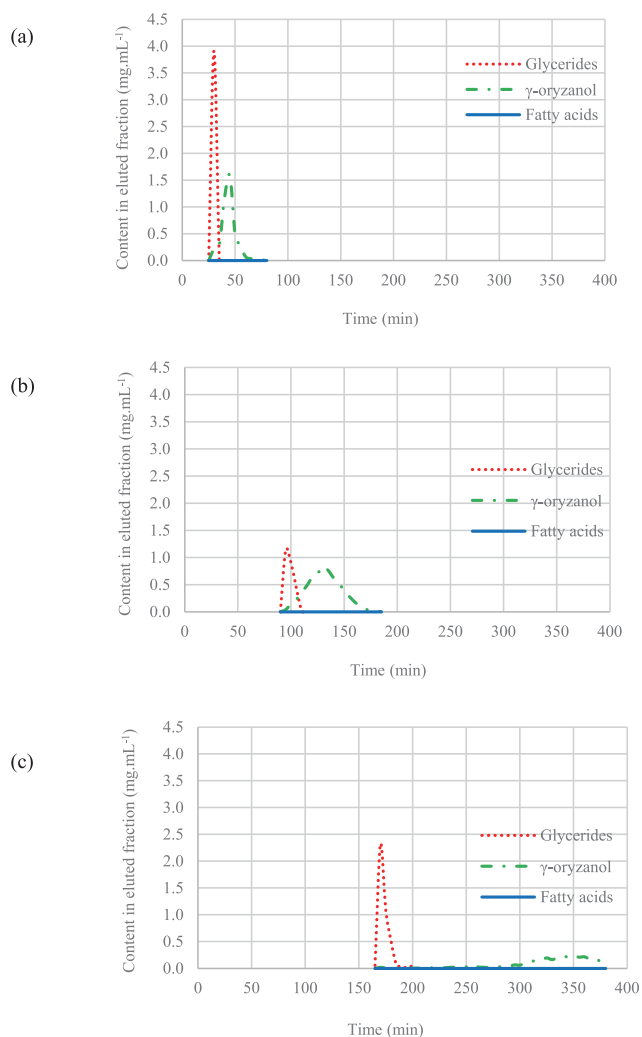 (a)
Content in eluted fraction (mg.mL⁻¹)
4.5
4.0
3.5
3.0
2.5
2.0
1.5
1.0
0.5
0.0
Glycerides
γ-oryzanol
Fatty acids
0 50 100 150 200 250 300 350 400
Time (min)
(b)
Content in eluted fraction (mg.mL⁻¹)
4.5
4.0
3.5
3.0
2.5
2.0
1.5
1.0
0.5
0.0
Glycerides
γ-oryzanol
Fatty acids
0 50 100 150 200 250 300 350 400
Time (min)
(c)
Content in eluted fraction (mg.mL⁻¹)
4.5
4.0
3.5
3.0
2.5
2.0
1.5
1.0
0.5
0.0
Glycerides
γ-oryzanol
Fatty acids
0 50 100 150 200 250 300 350 400
Time (min)